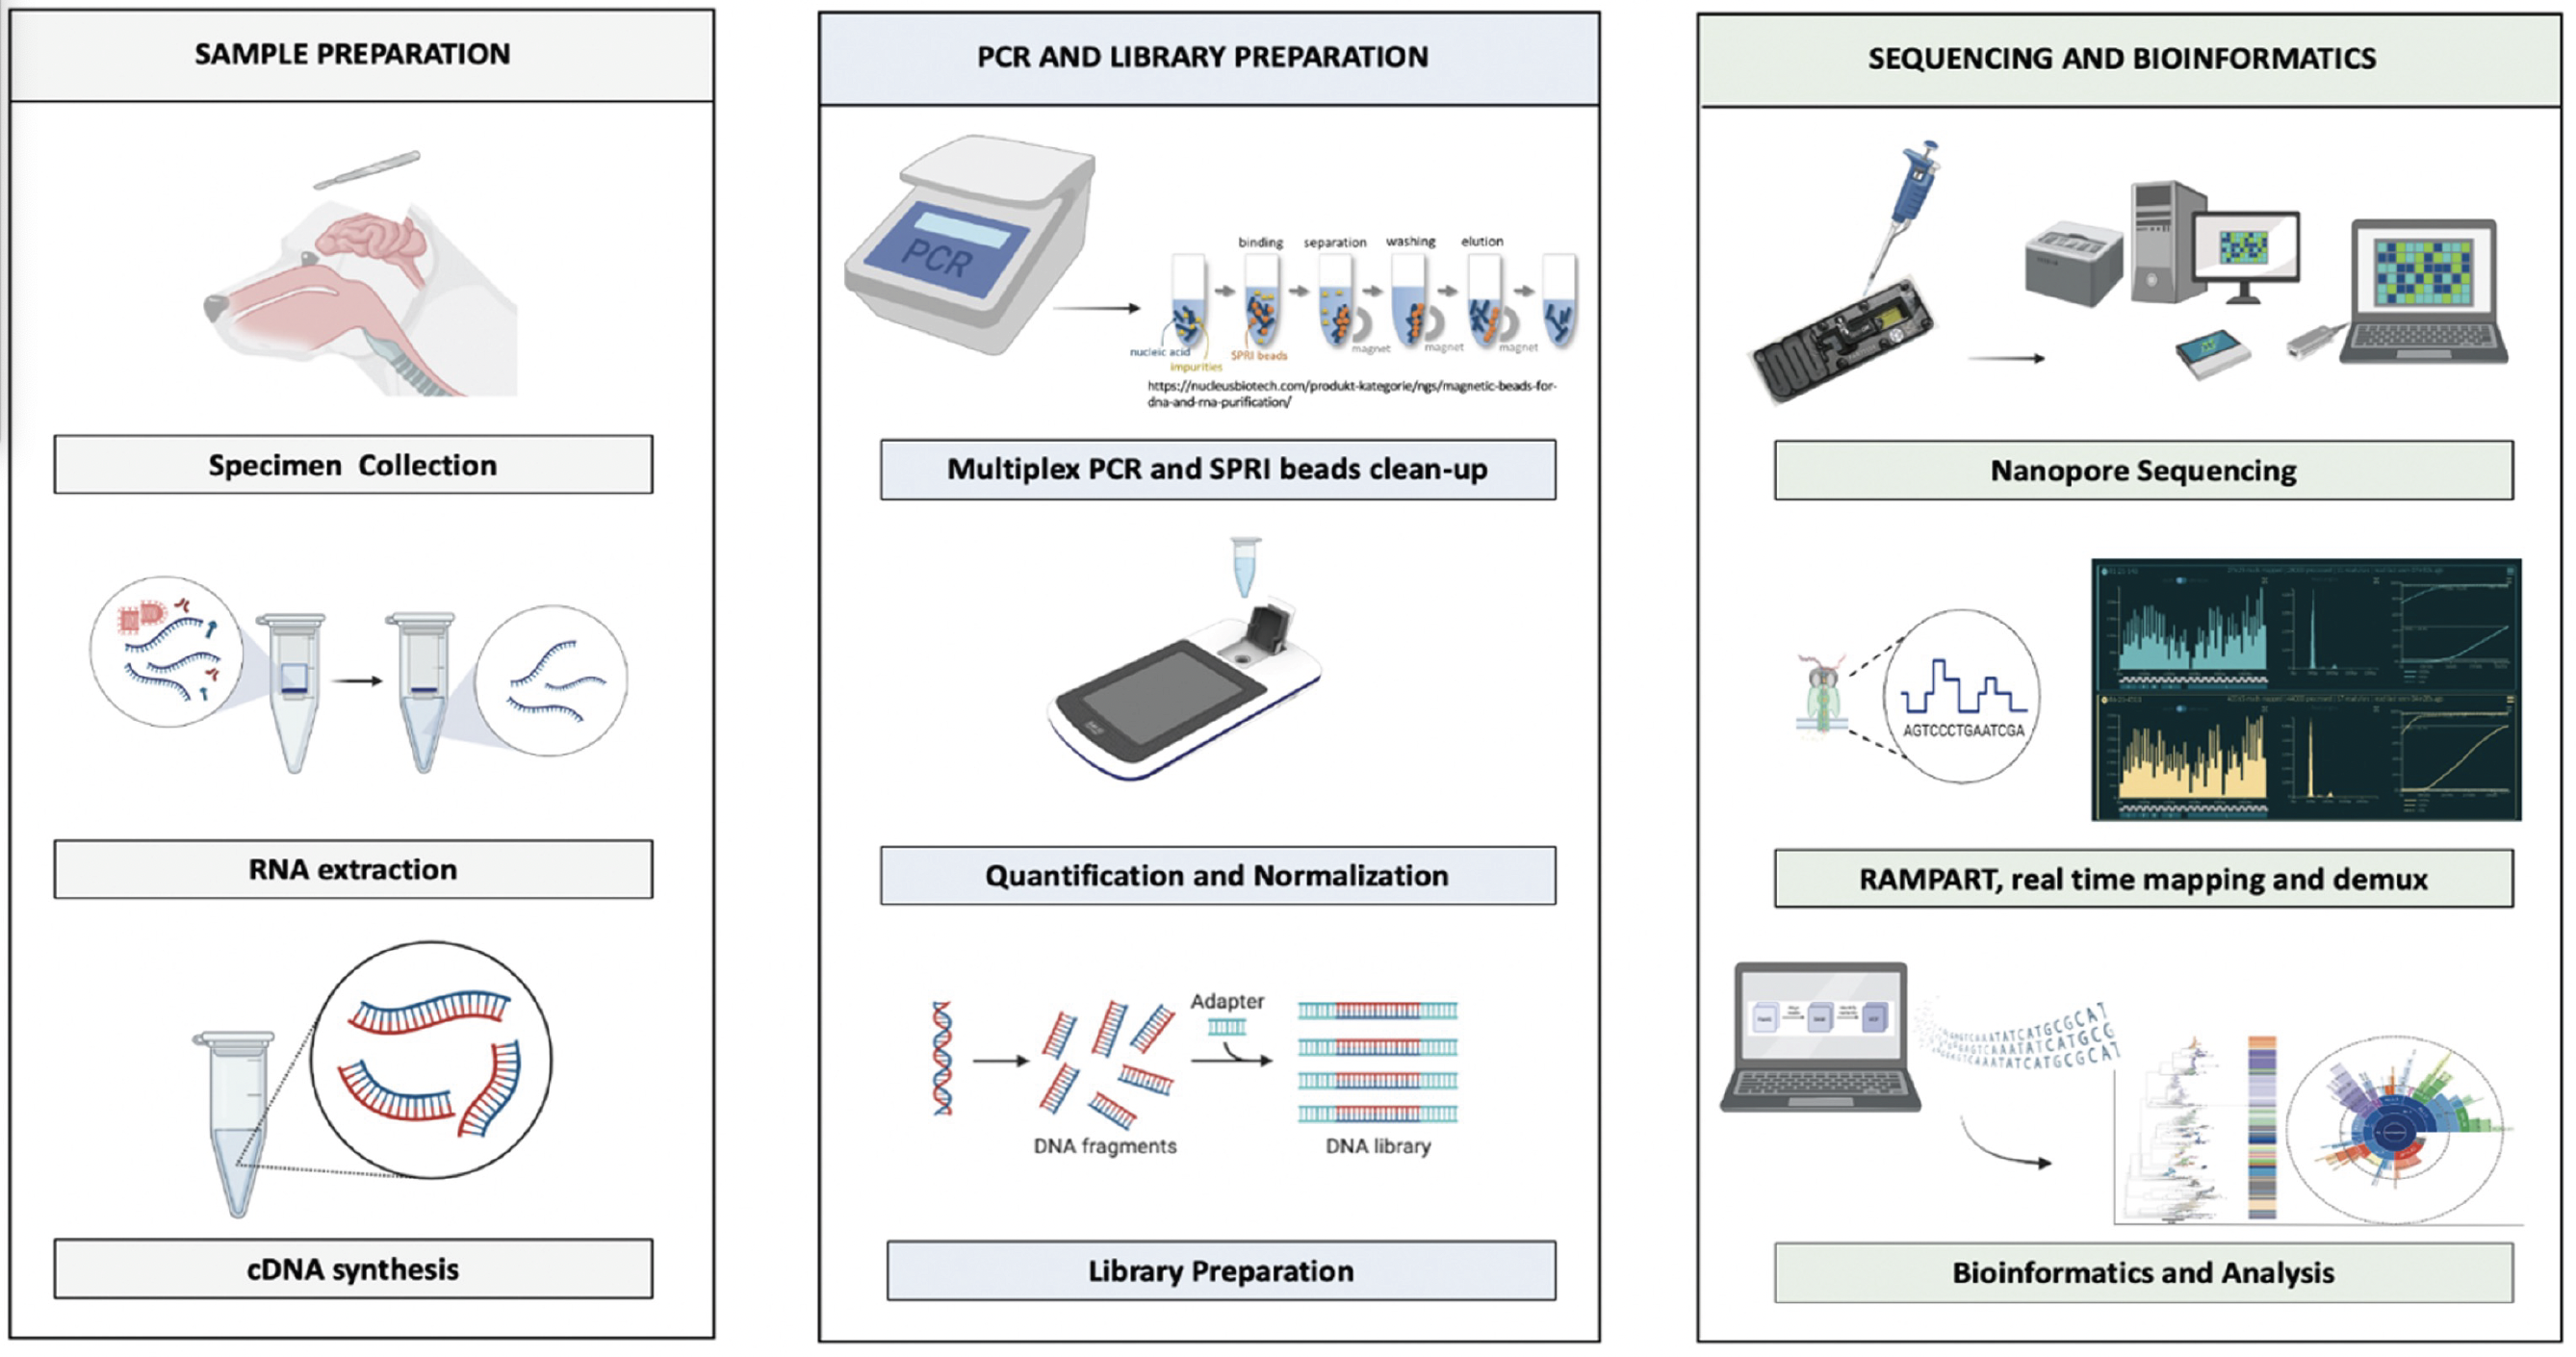 SAMPLE PREPARATION
Specimen Collection
RNA extraction
cDNA synthesis
PCR AND LIBRARY PREPARATION
PCR
binding
separation
washing
elution
nucleic acid
impurities
SPRI beads
magnet
magnet
magnet
https://nucleusbiotech.com/produkt-kategorie/ngs/magnetic-beads-for-
dna-and-rna-purification/
Multiplex PCR and SPRI beads clean-up
Quantification and Normalization
Adapter
DNA fragments
DNA library
Library Preparation
SEQUENCING AND BIOINFORMATICS
Nanopore Sequencing
AGTCCCTGAATCGA
RAMPART, real time mapping and demux
Bioinformatics and Analysis